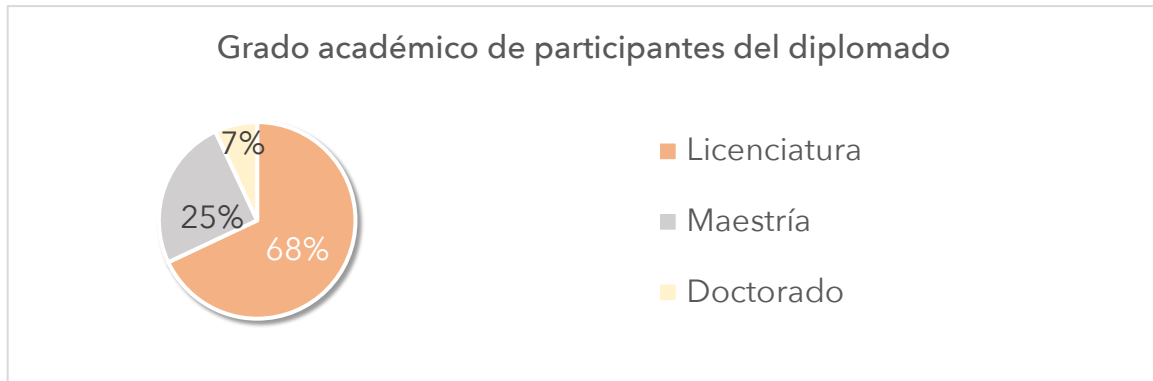 Grado académico de participantes del diplomado
7%
25%
68%
Licenciatura
Maestría
Doctorado